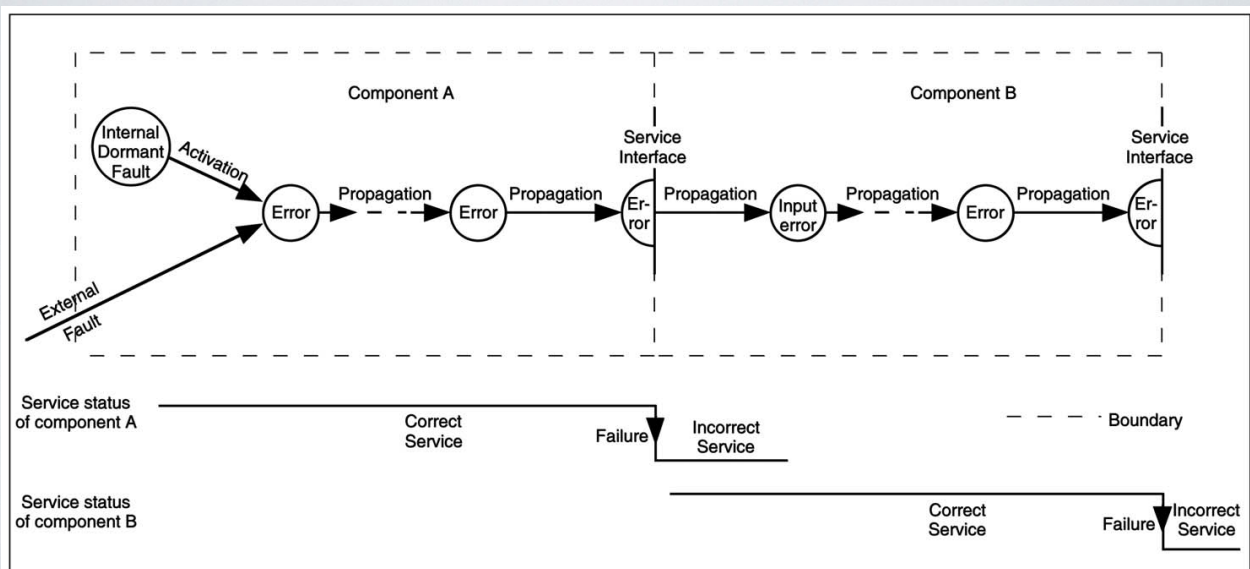 Component A
Component B
Internal
Dormant
Fault
Activation
Service
Interface
Service
Interface
Error
Propagation
Error
Propagation
Er-
ror
Propagation
Input
error
Propagation
Error
Propagation
Er-
ror
External
Fault
Service status
of component A
Correct
Service
Failure
Incorrect
Service
Boundary
Service status
of component B
Correct
Service
Failure
Incorrect
Service